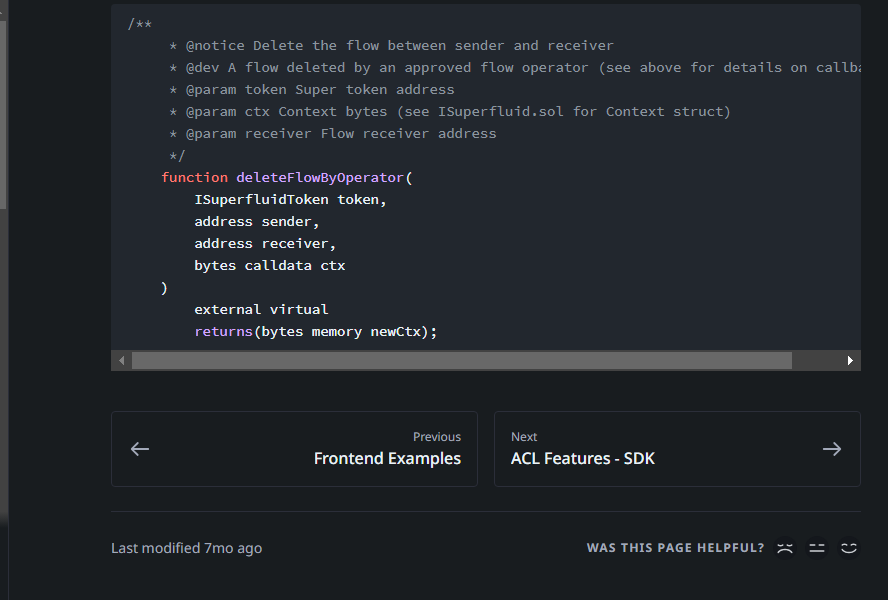 /**
* @notice Delete the flow between sender and receiver
* @dev A flow deleted by an approved flow operator (see above for details on
* @param token Super token address
* @param ctx Context bytes (see ISuperfluid.sol for Context struct)
* @param receiver Flow receiver address
*/
function deleteFlowByOperator(
ISuperfluidToken token,
address sender,
address receiver,
bytes calldata ctx
)
external virtual
returns(bytes memory newCtx);
Previous
Frontend Examples
Next
ACL Features - SDK
Last modified 7mo ago
WAS THIS PAGE HELPFUL?